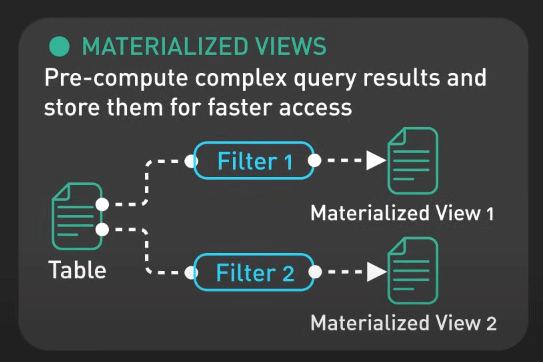 MATERIALIZED VIEWS
Pre-compute complex query results and
store them for faster access
Filter 1
Materialized View 1
Table
Filter 2
Materialized View 2